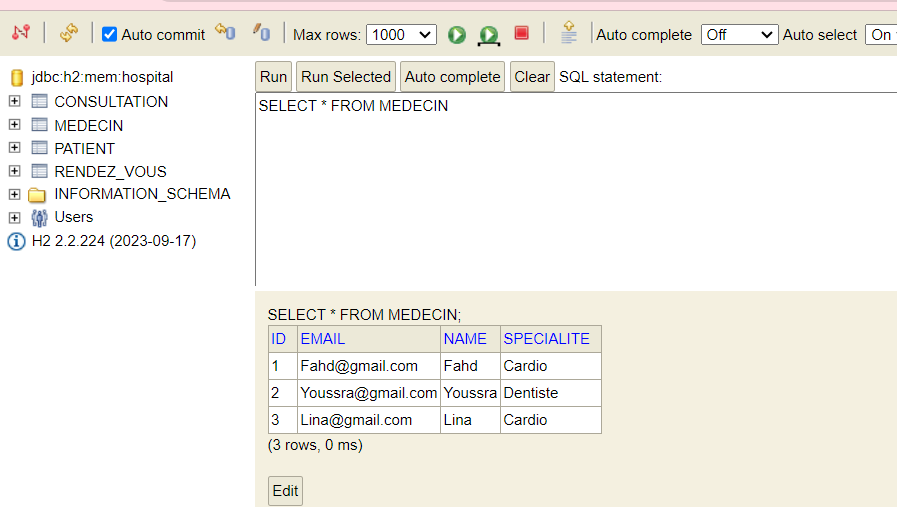 Auto commit Max rows: 1000 Auto complete Off Auto select On
jdbc:h2:mem:hospital
CONSULTATION
MEDECIN
PATIENT
RENDEZ_VOUS
INFORMATION_SCHEMA
Users
H2 2.2.224 (2023-09-17)
Run Run Selected Auto complete Clear SQL statement:
SELECT * FROM MEDECIN
SELECT * FROM MEDECIN;
ID EMAIL NAME SPECIALITE
1 Fahd@gmail.com Fahd Cardio
2 Youssra@gmail.com Youssra Dentiste
3 Lina@gmail.com Lina Cardio
(3 rows, 0 ms)
Edit